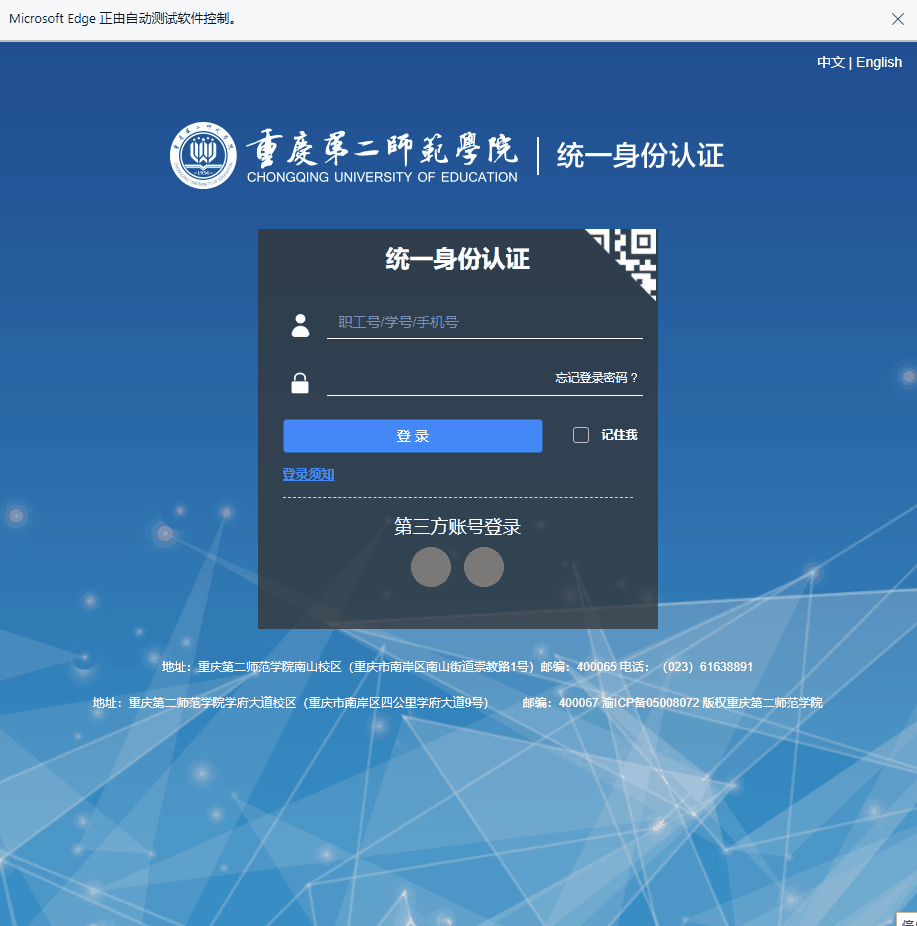 Microsoft Edge 正由自动测试软件控制。
中文 | English
重慶第二師範學院
CHONGQING UNIVERSITY OF EDUCATION
统一身份认证
统一身份认证
职工号/学号/手机号
忘记登录密码？
登 录
记住我
登录须知
第三方账号登录
地址：重庆第二师范学院南山校区（重庆市南岸区南山街道崇教路1号）邮编：400065 电话：（023）61638891
地址：重庆第二师范学院学府大道校区（重庆市南岸区四公里学府大道9号） 邮编：400067 渝ICP备05008072 版权重庆第二师范学院